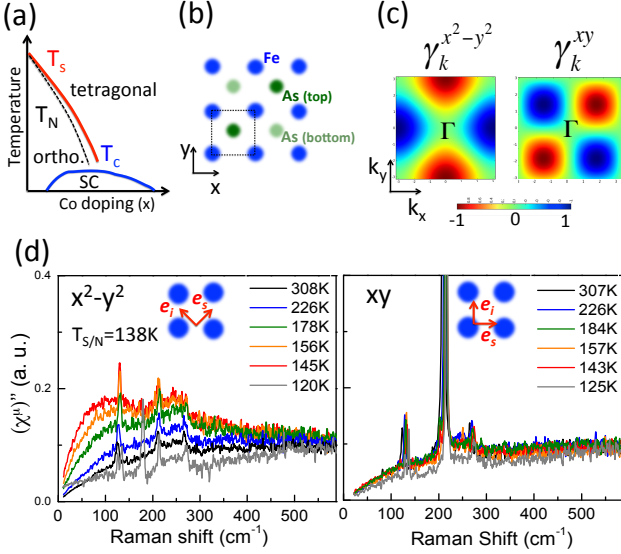 (a)
Temperature
T_s
tetragonal
T_N
ortho.
T_c
SC
Co doping (x)
(b)
Fe
As (top)
As (bottom)
y
x
(c)
γ_k^{x²-y²}
γ_k^{xy}
Γ
Γ
k_y
k_x
-1 0 1
(d)
(χ^μ)'' (a. u.)
0.4
0.2
0.0
x²-y²
T_{S/N}=138K
e_i
e_s
308K
226K
178K
156K
145K
120K
100 200 300 400 500
Raman shift (cm⁻¹)
xy
e_i
e_s
307K
226K
184K
157K
143K
125K
0 100 200 300 400 500
Raman Shift (cm⁻¹)